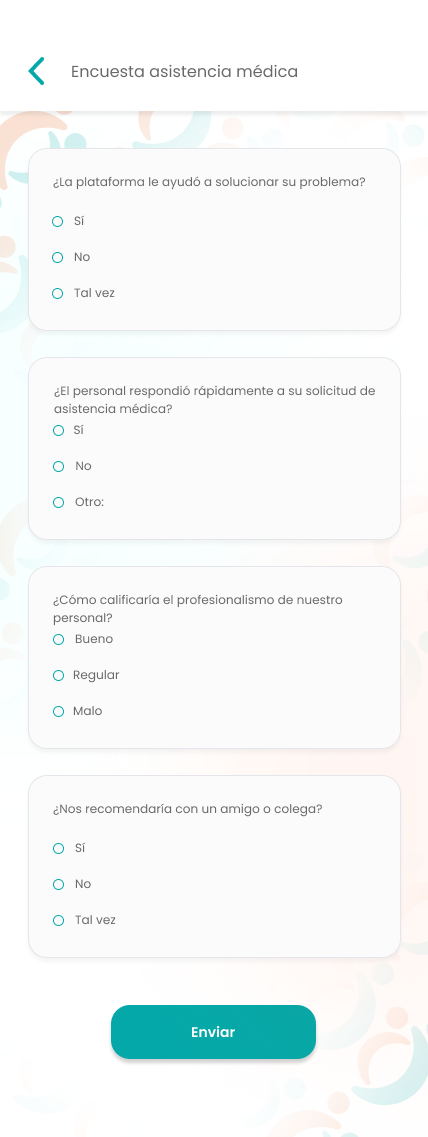 Encuesta asistencia médica
¿La plataforma le ayudó a solucionar su problema?
Sí
No
Tal vez
¿El personal respondió rápidamente a su solicitud de
asistencia médica?
Sí
No
Otro:
¿Cómo calificaría el profesionalismo de nuestro
personal?
Bueno
Regular
Malo
¿Nos recomendaría con un amigo o colega?
Sí
No
Tal vez
Enviar